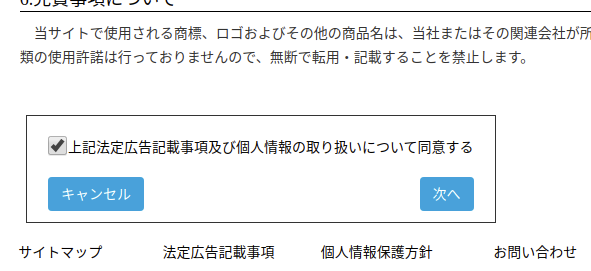 6.免責事項について
当サイトで使用される商標、ロゴおよびその他の商品名は、当社またはその関連会社が所
類の使用許諾は行っておりませんので、無断で転用・記載することを禁止します。
上記法定広告記載事項及び個人情報の取り扱いについて同意する
キャンセル
次へ
サイトマップ 法定広告記載事項 個人情報保護方針 お問い合わせ